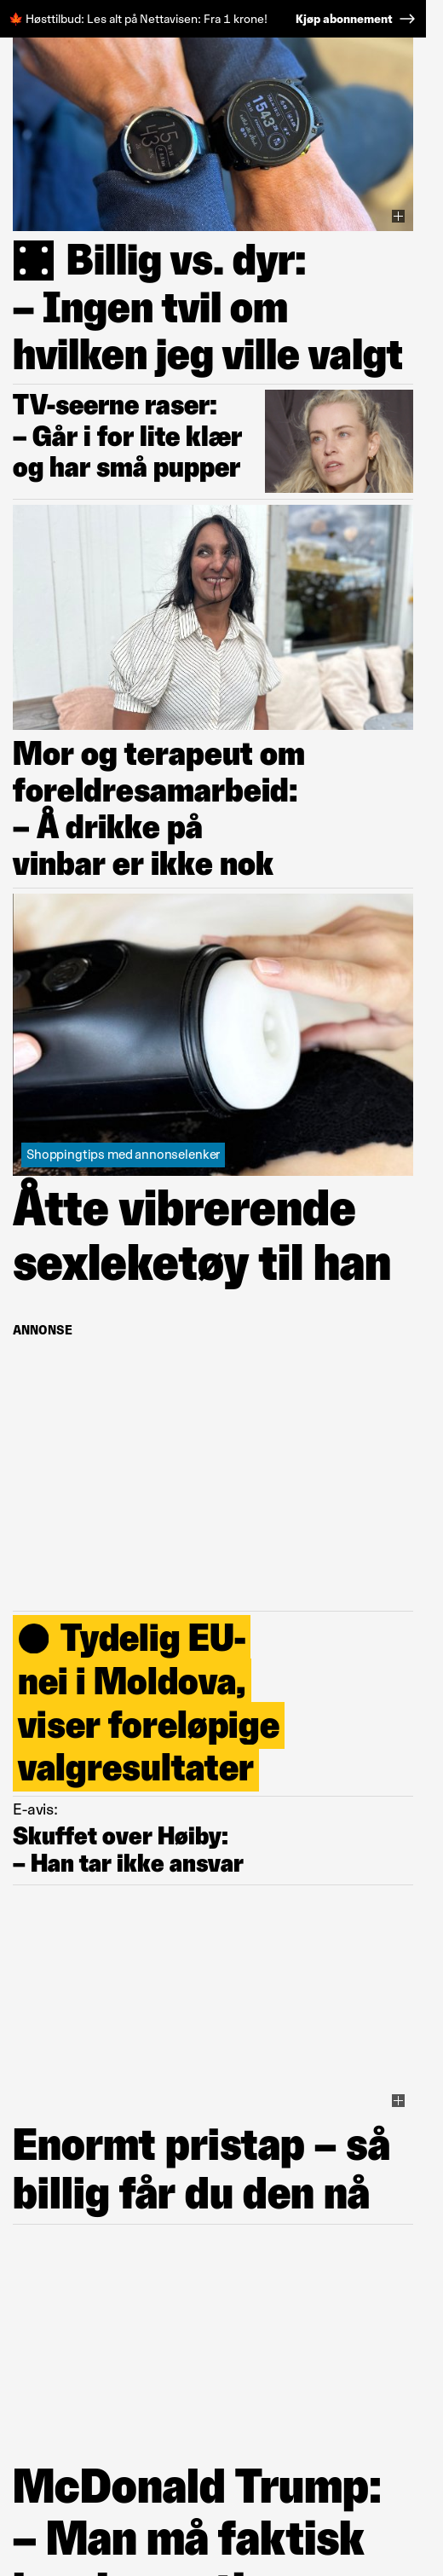 🍁 Høsttilbud: Les alt på Nettavisen: Fra 1 krone! Kjøp abonnement →
Billig vs. dyr:
– Ingen tvil om
hvilken jeg ville valgt
TV-seerne raser:
– Går i for lite klær
og har små pupper
Mor og terapeut om
foreldresamarbeid:
– Å drikke på
vinbar er ikke nok
Shoppingtips med annonselenker
Åtte vibrerende
sexleketøy til han
ANNONSE
Tydelig EU-
nei i Moldova,
viser foreløpige
valgresultater
E-avis:
Skuffet over Høiby:
– Han tar ikke ansvar
Enormt pristap – så
billig får du den nå
McDonald Trump:
– Man må faktisk